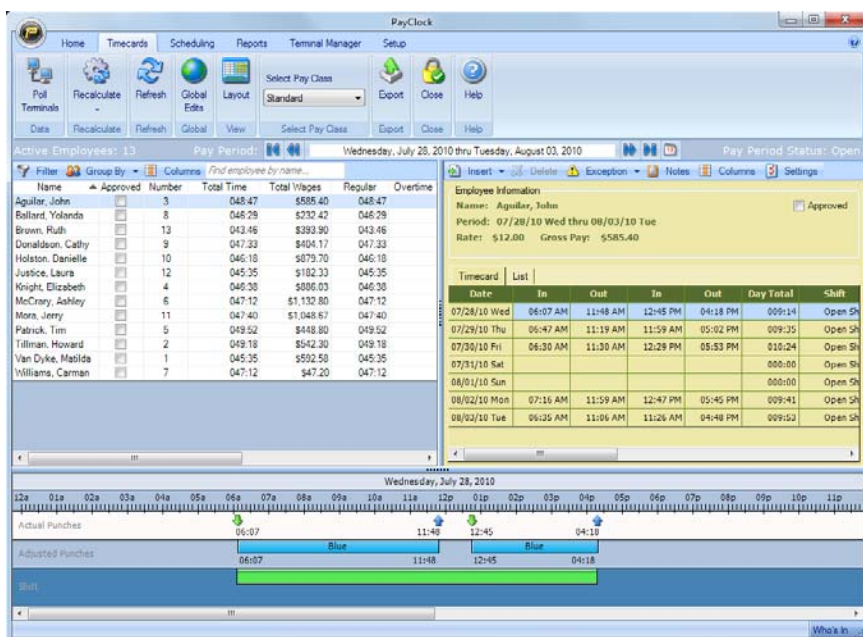 PayClock
Home Timecards Scheduling Reports Terminal Manager Setup
Poll Terminals Recalculate Refresh Global Edits Layout Select Pay Class Standard Export Close Help
Data Recalculate Refresh Global View Select Pay Class Export Close Help
Active Employees: 13 Pay Period: Wednesday, July 28, 2010 thru Tuesday, August 03, 2010 Pay Period Status: Open
Filter Group By Columns Find employee by name...
Name Approved Number Total Time Total Wages Regular Overtime
Aguilar, John 3 048:47 $585.40 048:47
Ballard, Yolanda 8 046:29 $232.42 046:29
Brown, Ruth 13 043:46 $393.90 043:46
Donaldson, Cathy 9 047:33 $404.17 047:33
Holston, Danielle 10 046:18 $879.70 046:18
Justice, Laura 12 045:35 $182.33 045:35
Knight, Elizabeth 4 046:38 $886.03 046:38
McCrary, Ashley 6 047:12 $1,132.80 047:12
Mora, Jerry 11 047:40 $1,048.67 047:40
Patrick, Tim 5 049:52 $448.80 049:52
Tillman, Howard 2 049:18 $542.30 049:18
Van Dyke, Matilda 1 045:35 $592.58 045:35
Williams, Carman 7 047:12 $47.20 047:12
Insert Delete Exception Notes Columns Settings
Employee Information
Name: Aguilar, John Approved
Period: 07/28/10 Wed thru 08/03/10 Tue
Rate: $12.00 Gross Pay: $585.40
Timecard List
Date In Out In Out Day Total Shift
07/28/10 Wed 06:07 AM 11:48 AM 12:45 PM 04:18 PM 009:14 Open Sh
07/29/10 Thu 06:47 AM 11:19 AM 11:59 AM 05:02 PM 009:35 Open Sh
07/30/10 Fri 06:30 AM 11:30 AM 12:29 PM 05:53 PM 010:24 Open Sh
07/31/10 Sat 000:00 Open Sh
08/01/10 Sun 000:00 Open Sh
08/02/10 Mon 07:16 AM 11:59 AM 12:47 PM 05:45 PM 009:41 Open Sh
08/03/10 Tue 06:35 AM 11:06 AM 11:26 AM 04:48 PM 009:53 Open Sh
Wednesday, July 28, 2010
12a 01a 02a 03a 04a 05a 06a 07a 08a 09a 10a 11a 12p 01p 02p 03p 04p 05p 06p 07p 08p 09p 10p 11p
Actual Punches
06:07 11:48 12:45 04:18
Adjusted Punches
Blue Blue
06:07 11:48 12:45 04:18
Shift
Who's In